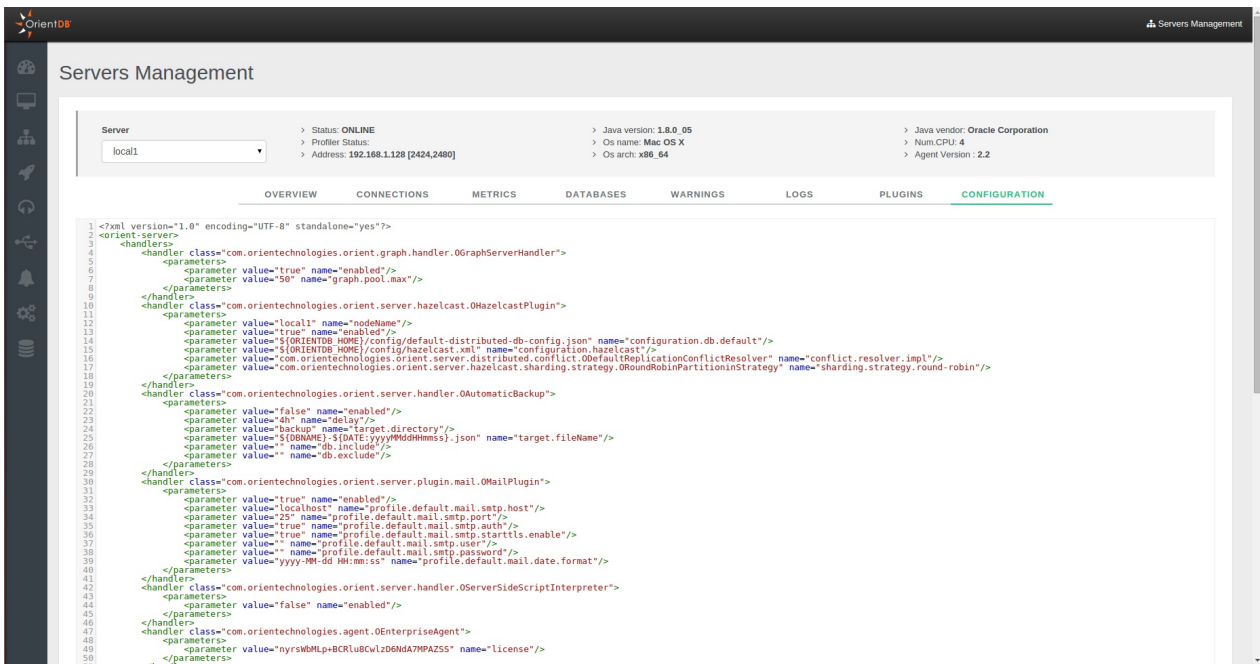 OrientDB
Servers Management
Servers Management
Server
local1
> Status: ONLINE
> Profiler Status:
> Address: 192.168.1.128 [2424,2480]
> Java version: 1.8.0_05
> Os name: Mac OS X
> Os arch: x86_64
> Java vendor: Oracle Corporation
> Num.CPU: 4
> Agent Version : 2.2
OVERVIEW CONNECTIONS METRICS DATABASES WARNINGS LOGS PLUGINS CONFIGURATION
1 <?xml version="1.0" encoding="UTF-8" standalone="yes"?>
2 <orient-server>
3 <handlers>
4 <handler class="com.orientechnologies.orient.graph.handler.OGraphServerHandler">
5 <parameters>
6 <parameter value="true" name="enabled"/>
7 <parameter value="50" name="graph.pool.max"/>
8 </parameters>
9 </handler>
10 <handler class="com.orientechnologies.orient.server.hazelcast.OHazelcastPlugin">
11 <parameters>
12 <parameter value="local1" name="nodeName"/>
13 <parameter value="true" name="enabled"/>
14 <parameter value="${ORIENTDB_HOME}/config/default-distributed-db-config.json" name="configuration.db.default"/>
15 <parameter value="${ORIENTDB_HOME}/config/hazelcast.xml" name="configuration.hazelcast"/>
16 <parameter value="com.orientechnologies.orient.server.distributed.conflict.ODefaultReplicationConflictResolver" name="conflict.resolver.impl"/>
17 <parameter value="com.orientechnologies.orient.server.hazelcast.sharding.strategy.ORoundRobinPartitioninStrategy" name="sharding.strategy.round-robin"/>
18 </parameters>
19 </handler>
20 <handler class="com.orientechnologies.orient.server.handler.OAutomaticBackup">
21 <parameters>
22 <parameter value="false" name="enabled"/>
23 <parameter value="4h" name="delay"/>
24 <parameter value="backup" name="target.directory"/>
25 <parameter value="${DBNAME}-${DATE:yyyyMMddHHmmss}.json" name="target.fileName"/>
26 <parameter value="" name="db.include"/>
27 <parameter value="" name="db.exclude"/>
28 </parameters>
29 </handler>
30 <handler class="com.orientechnologies.orient.server.plugin.mail.OMailPlugin">
31 <parameters>
32 <parameter value="true" name="enabled"/>
33 <parameter value="localhost" name="profile.default.mail.smtp.host"/>
34 <parameter value="25" name="profile.default.mail.smtp.port"/>
35 <parameter value="true" name="profile.default.mail.smtp.auth"/>
36 <parameter value="true" name="profile.default.mail.smtp.starttls.enable"/>
37 <parameter value="" name="profile.default.mail.smtp.user"/>
38 <parameter value="" name="profile.default.mail.smtp.password"/>
39 <parameter value="yyyy-MM-dd HH:mm:ss" name="profile.default.mail.date.format"/>
40 </parameters>
41 </handler>
42 <handler class="com.orientechnologies.orient.server.handler.OServerSideScriptInterpreter">
43 <parameters>
44 <parameter value="false" name="enabled"/>
45 </parameters>
46 </handler>
47 <handler class="com.orientechnologies.agent.OEnterpriseAgent">
48 <parameters>
49 <parameter value="nyrsWbMLp+BCRlu8CwlzD6NdA7MPAZSS" name="license"/>
50 </parameters>